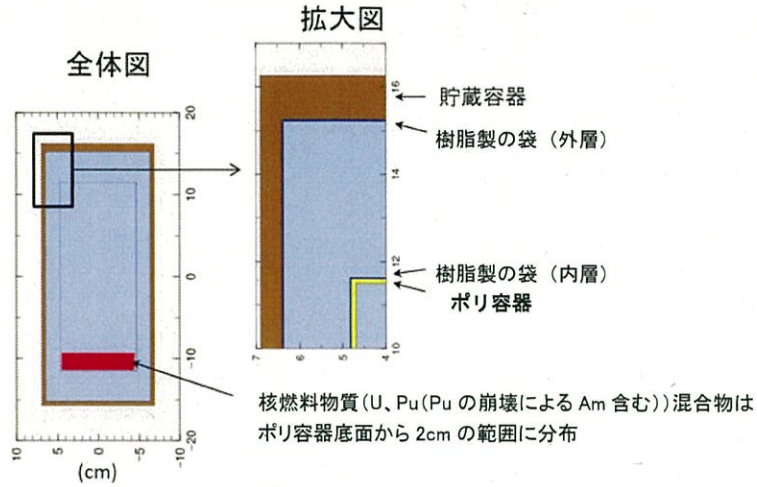 拡大図
全体図
貯蔵容器
樹脂製の袋（外層）
樹脂製の袋（内層）
ポリ容器
核燃料物質（U、Pu（Pu の崩壊による Am 含む））混合物は
ポリ容器底面から 2cm の範囲に分布
20
10
0
-10
-20
10
5
0
-5
-10
(cm)
16
14
12
10
7
6
5
4